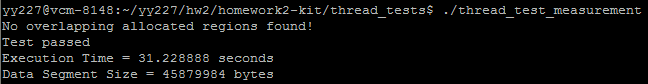 yy227@vcm-8148:~/yy227/hw2/homework2-kit/thread_tests$ ./thread_test_measurement
No overlapping allocated regions found!
Test passed
Execution Time = 31.228888 seconds
Data Segment Size = 45879984 bytes